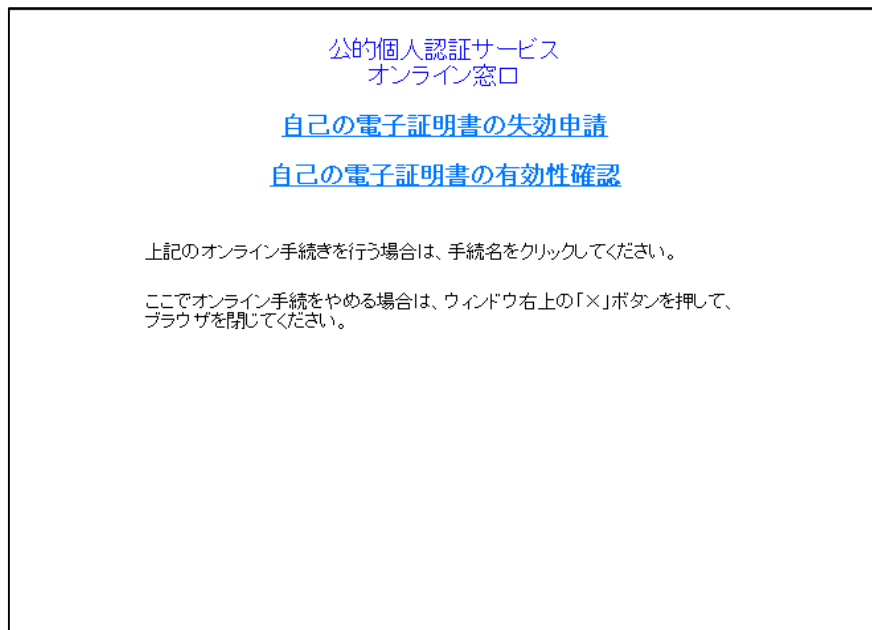 公的個人認証サービス
オンライン窓口
自己の電子証明書の失効申請
自己の電子証明書の有効性確認
上記のオンライン手続きを行う場合は、手続名をクリックしてください。
ここでオンライン手続をやめる場合は、ウィンドウ右上の「×」ボタンを押して、
ブラウザを閉じてください。